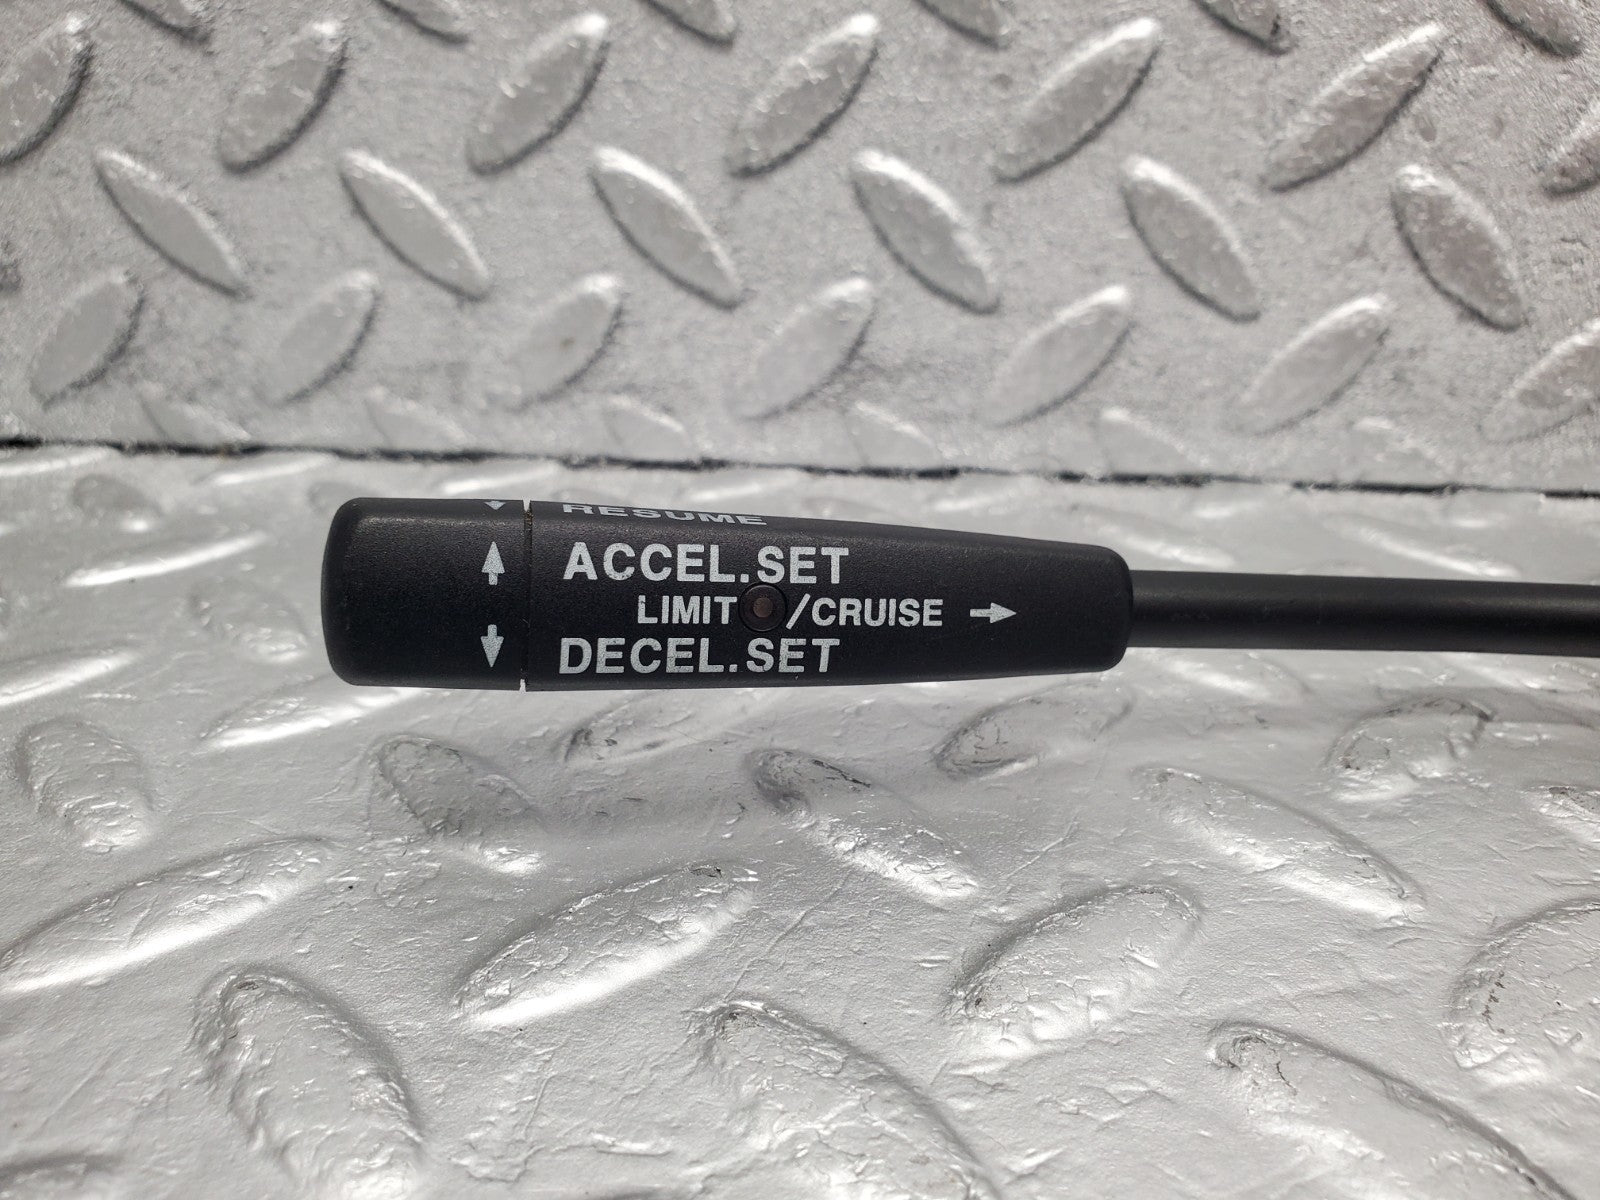 RESUME
ACCEL.SET
LIMIT /CRUISE
DECEL.SET